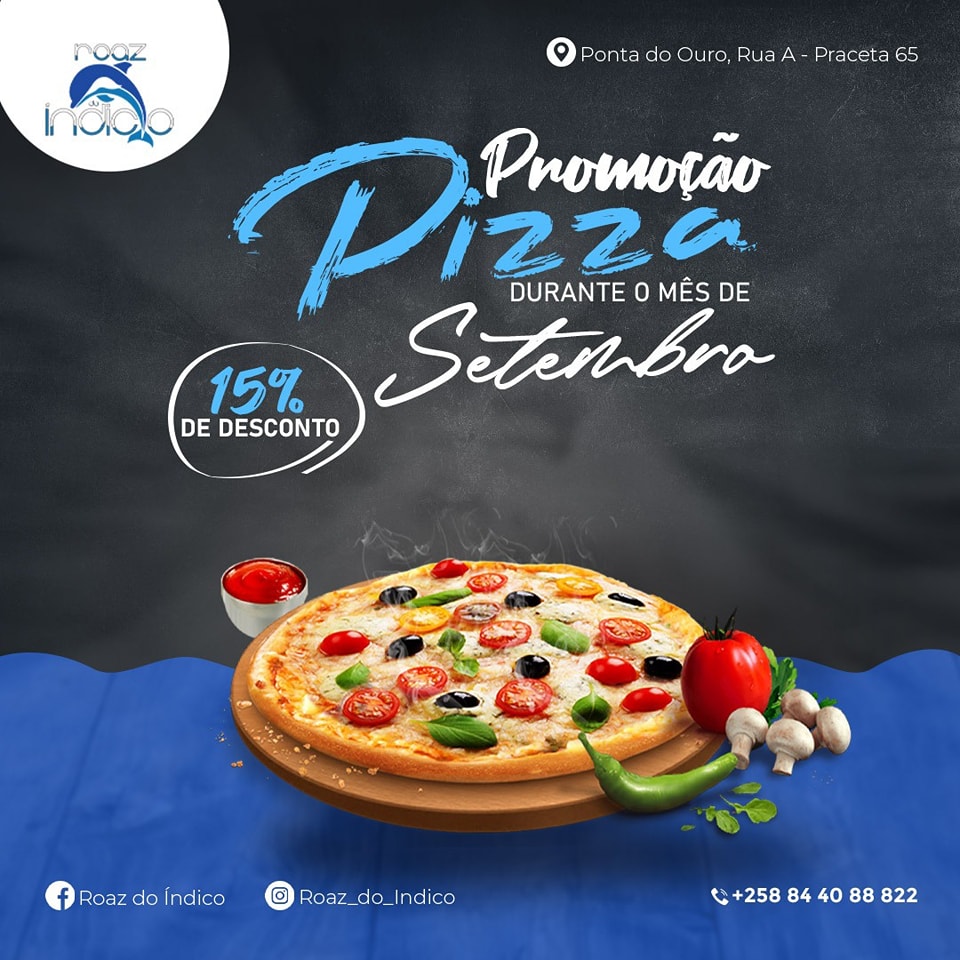 roaz
do
indico
Ponta do Ouro, Rua A - Praceta 65
Promoção
Pizza
DURANTE O MÊS DE
Setembro
15%
DE DESCONTO
Roaz do Índico
Roaz_do_Indico
+258 84 40 88 822